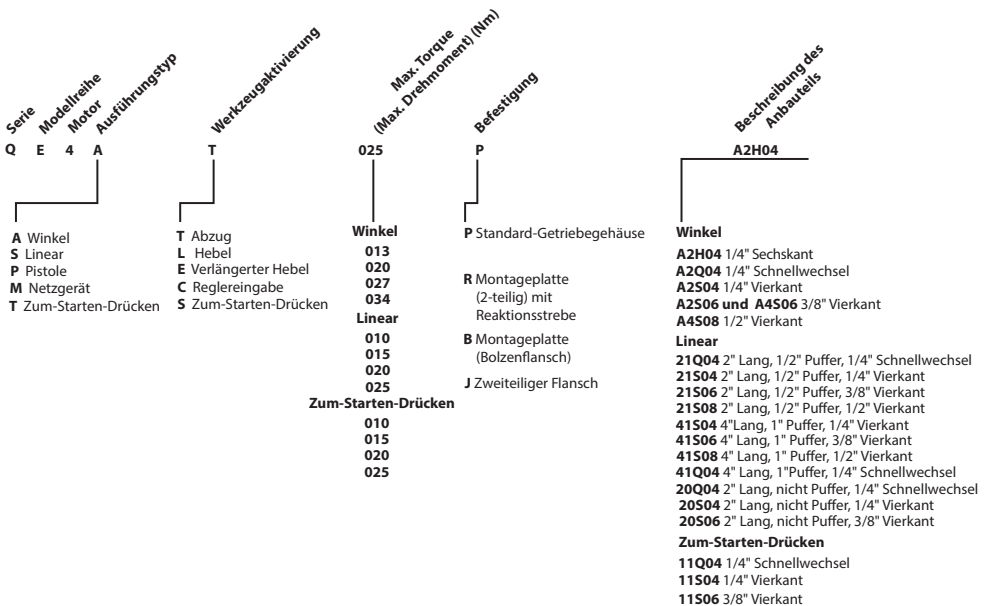 Serie
Modellreihe
Motor
Ausführungstyp
Werkzeugaktivierung
Max. Torque
(Max. Drehmoment) (Nm)
Befestigung
Beschreibung des
Anbauteils
Q E 4 A T 025 P A2H04
A Winkel
S Linear
P Pistole
M Netzgerät
T Zum-Starten-Drücken
T Abzug
L Hebel
E Verlängerter Hebel
C Reglereingabe
S Zum-Starten-Drücken
Winkel
013
020
027
034
Linear
010
015
020
025
Zum-Starten-Drücken
010
015
020
025
P Standard-Getriebegehäuse
R Montageplatte
(2-teilig) mit
Reaktionsstrebe
B Montageplatte
(Bolzenflansch)
J Zweiteiliger Flansch
Winkel
A2H04 1/4" Sechskant
A2Q04 1/4" Schnellwechsel
A2S04 1/4" Vierkant
A2S06 und A4S06 3/8" Vierkant
A4S08 1/2" Vierkant
Linear
21Q04 2" Lang, 1/2" Puffer, 1/4" Schnellwechsel
21S04 2" Lang, 1/2" Puffer, 1/4" Vierkant
21S06 2" Lang, 1/2" Puffer, 3/8" Vierkant
21S08 2" Lang, 1/2" Puffer, 1/2" Vierkant
41S04 4"Lang, 1" Puffer, 1/4" Vierkant
41S06 4" Lang, 1" Puffer, 3/8" Vierkant
41S08 4" Lang, 1" Puffer, 1/2" Vierkant
41Q04 4" Lang, 1"Puffer, 1/4" Schnellwechsel
20Q04 2" Lang, nicht Puffer, 1/4" Schnellwechsel
20S04 2" Lang, nicht Puffer, 1/4" Vierkant
20S06 2" Lang, nicht Puffer, 3/8" Vierkant
Zum-Starten-Drücken
11Q04 1/4" Schnellwechsel
11S04 1/4" Vierkant
11S06 3/8" Vierkant